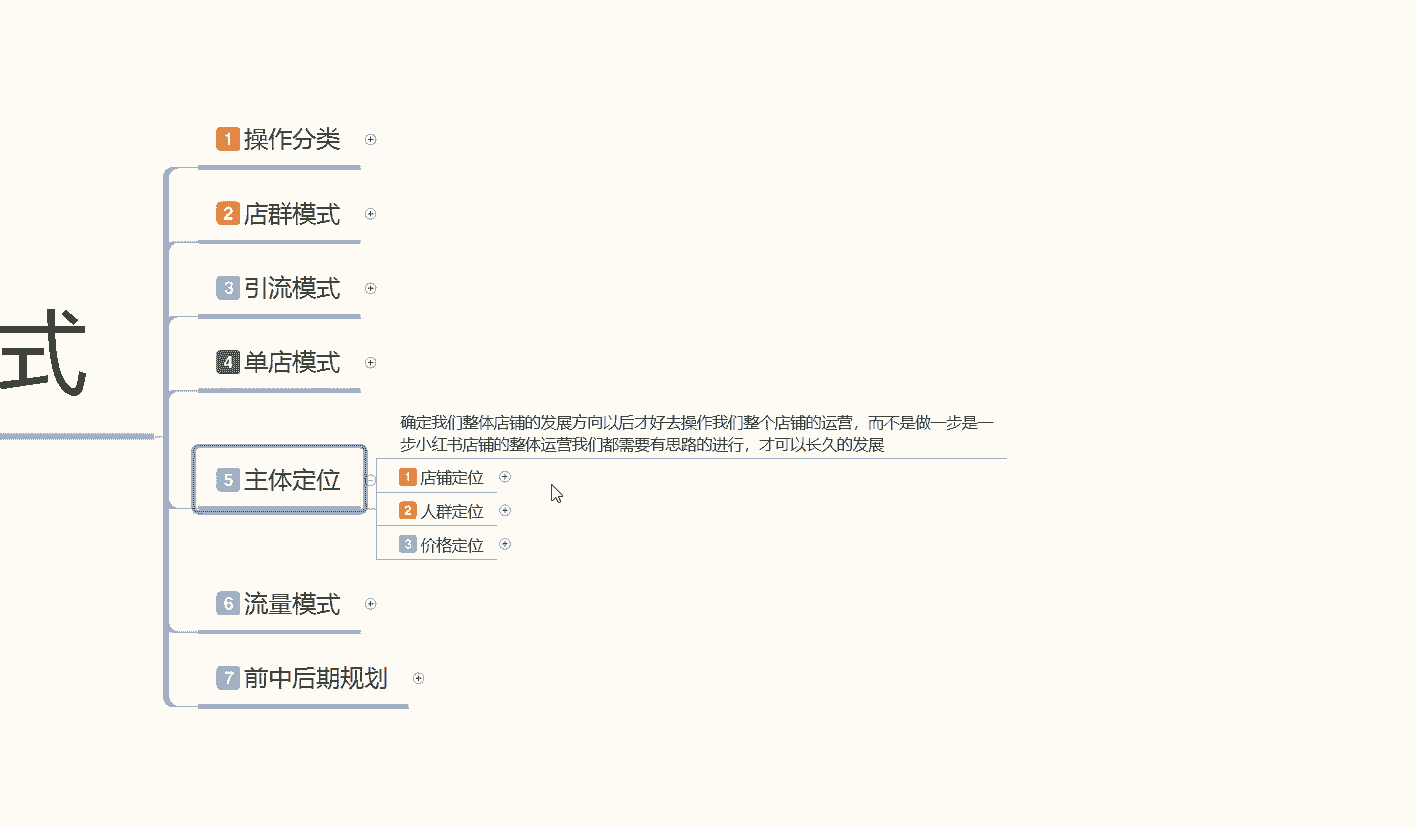 1 操作分类
2 店群模式
3 引流模式
式
4 单店模式
确定我们整体店铺的发展方向以后才好去操作我们整个店铺的运营，而不是做一步是一
步小红书店铺的整体运营我们都需要有思路的进行，才可以长久的发展
5 主体定位
1 店铺定位
2 人群定位
3 价格定位
6 流量模式
7 前中后期规划